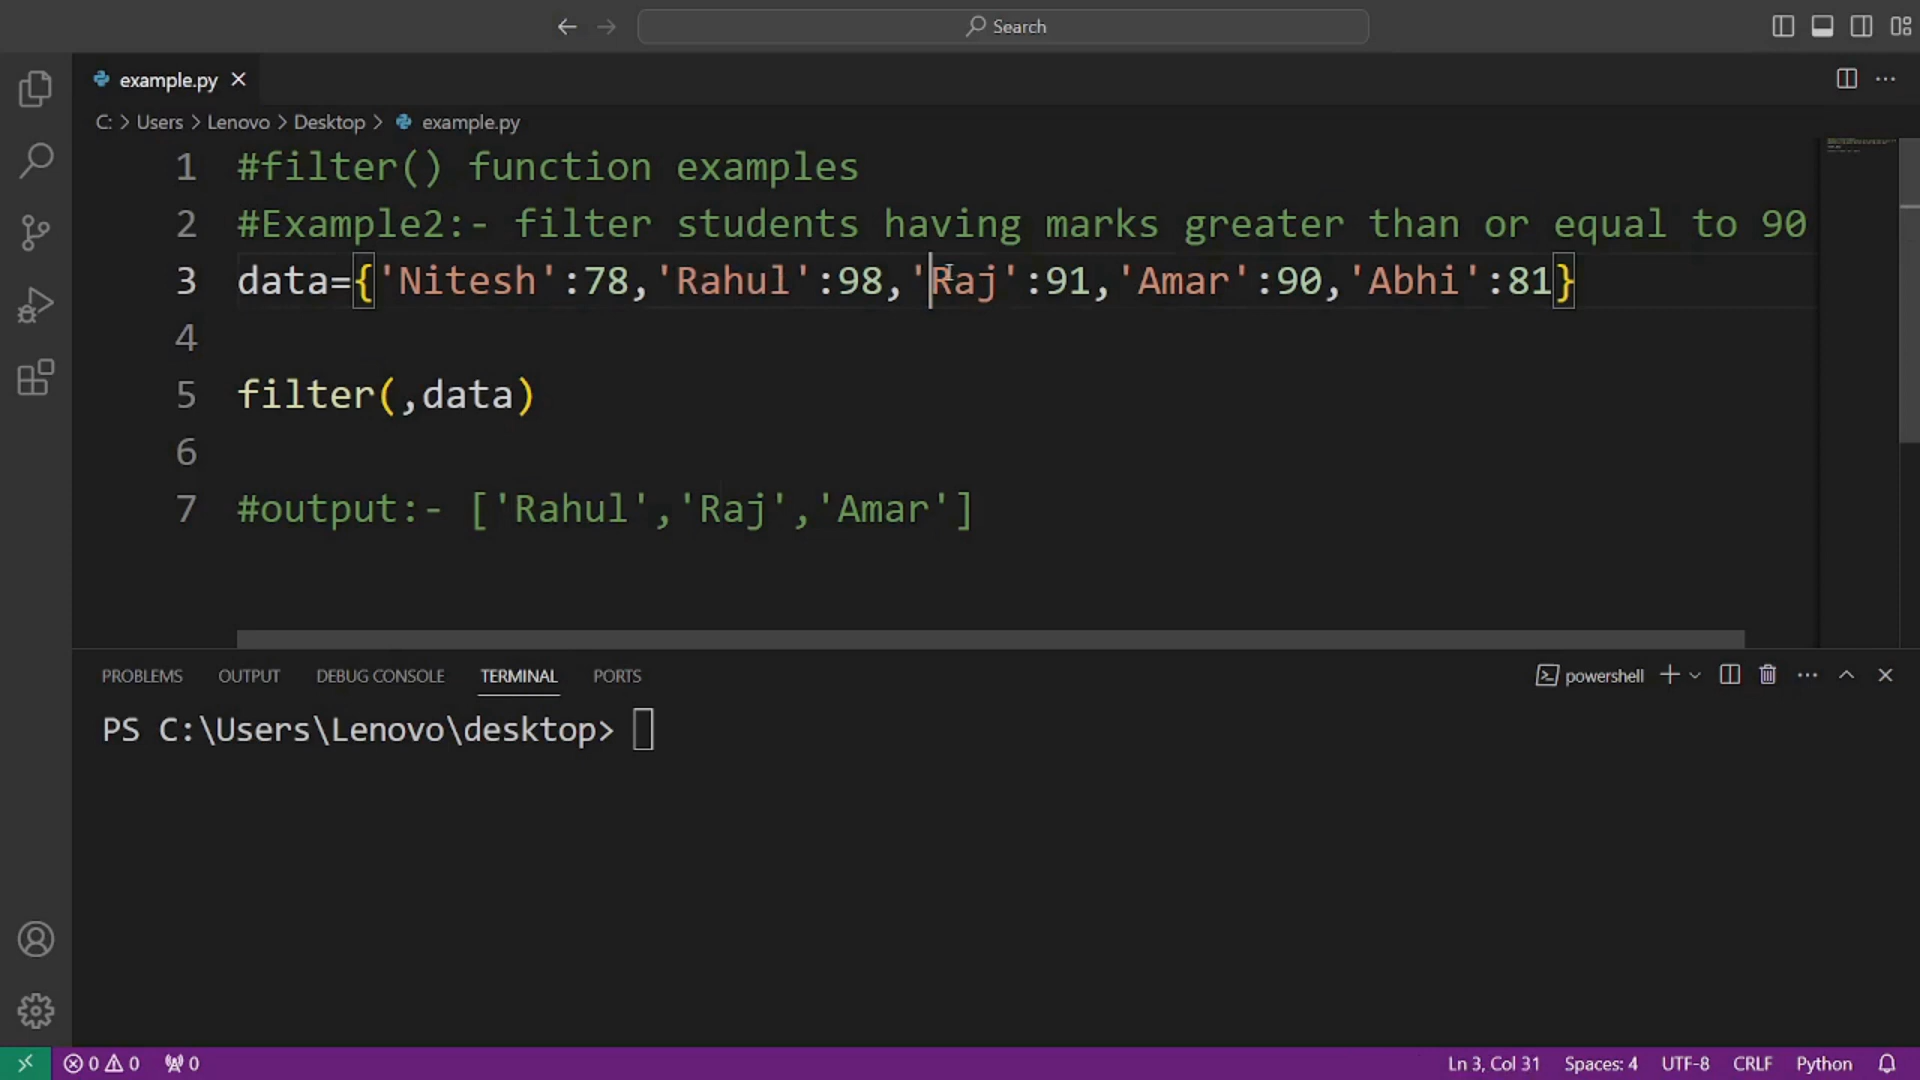 Search
example.py
C: > Users > Lenovo > Desktop > example.py
1 #filter() function examples
2 #Example2:- filter students having marks greater than or equal to 90
3 data={'Nitesh':78,'Rahul':98,'Raj':91,'Amar':90,'Abhi':81}
4
5 filter(,data)
6
7 #output:- ['Rahul','Raj','Amar']
PROBLEMS OUTPUT DEBUG CONSOLE TERMINAL PORTS powershell
PS C:\Users\Lenovo\desktop>
0 0 0 Ln 3, Col 31 Spaces: 4 UTF-8 CRLF Python